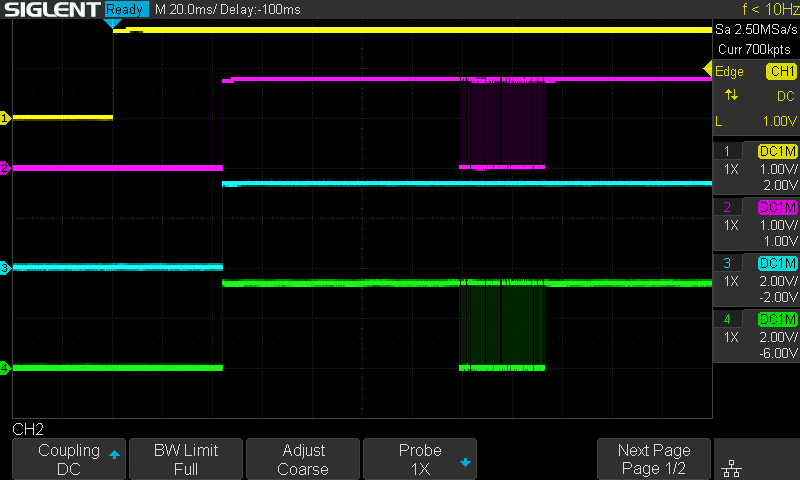 SIGLENT Ready M 20.0ms/ Delay:-100ms f < 10Hz
Sa 2.50MSa/s
Curr 700kpts
Edge CH1
DC
L 1.00V
1 DC1M
1X 1.00V/
2.00V
2 DC1M
1X 1.00V/
1.00V
3 DC1M
1X 2.00V/
-2.00V
4 DC1M
1X 2.00V/
-6.00V
1
2
3
4
CH2
Coupling
DC
BW Limit
Full
Adjust
Coarse
Probe
1X
Next Page
Page 1/2